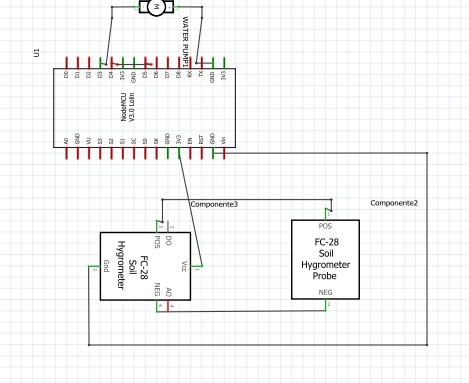 M
U1
WATER PUMP1
D0 D1 D2 D3 D4 3V3 GND D5 D6 D7 D8 RX TX GND 3V3
NodeMCU
V3.0 Lolin
A0 GND VU S3 S2 S1 SC S0 SK GND 3V3 EN RST GND Vin
Componente3
Componente2
POS
DO
FC-28
Soil
Hygrometer
Gnd
Vcc
NEG
AO
POS
FC-28
Soil
Hygrometer
Probe
NEG